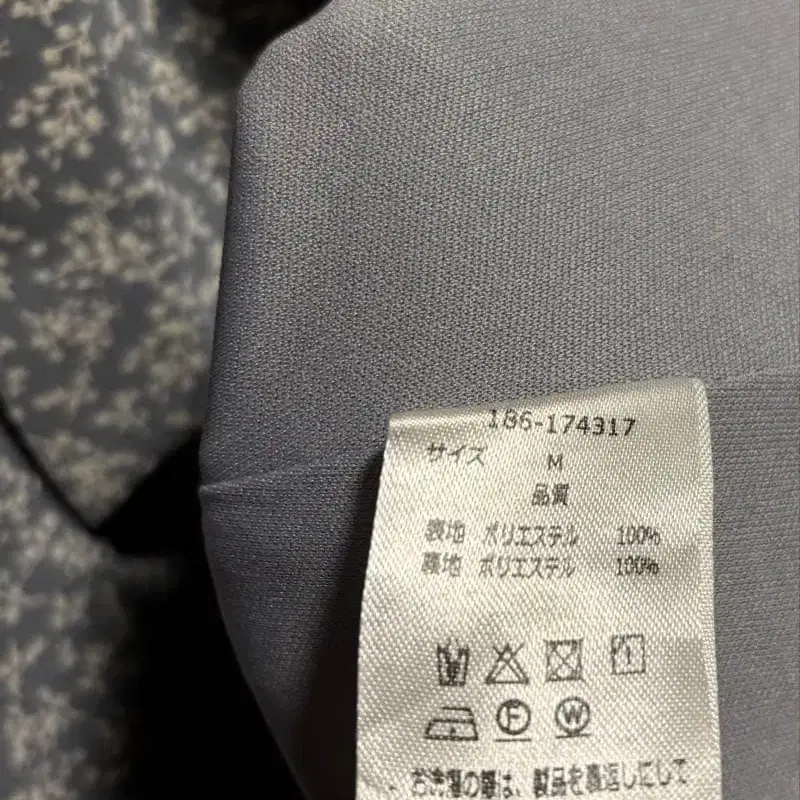 186-174317
サイズ M
品質
表地 ポリエステル 100%
裏地 ポリエステル 100%
F W
お洗濯の際は、製品を裏返しにして